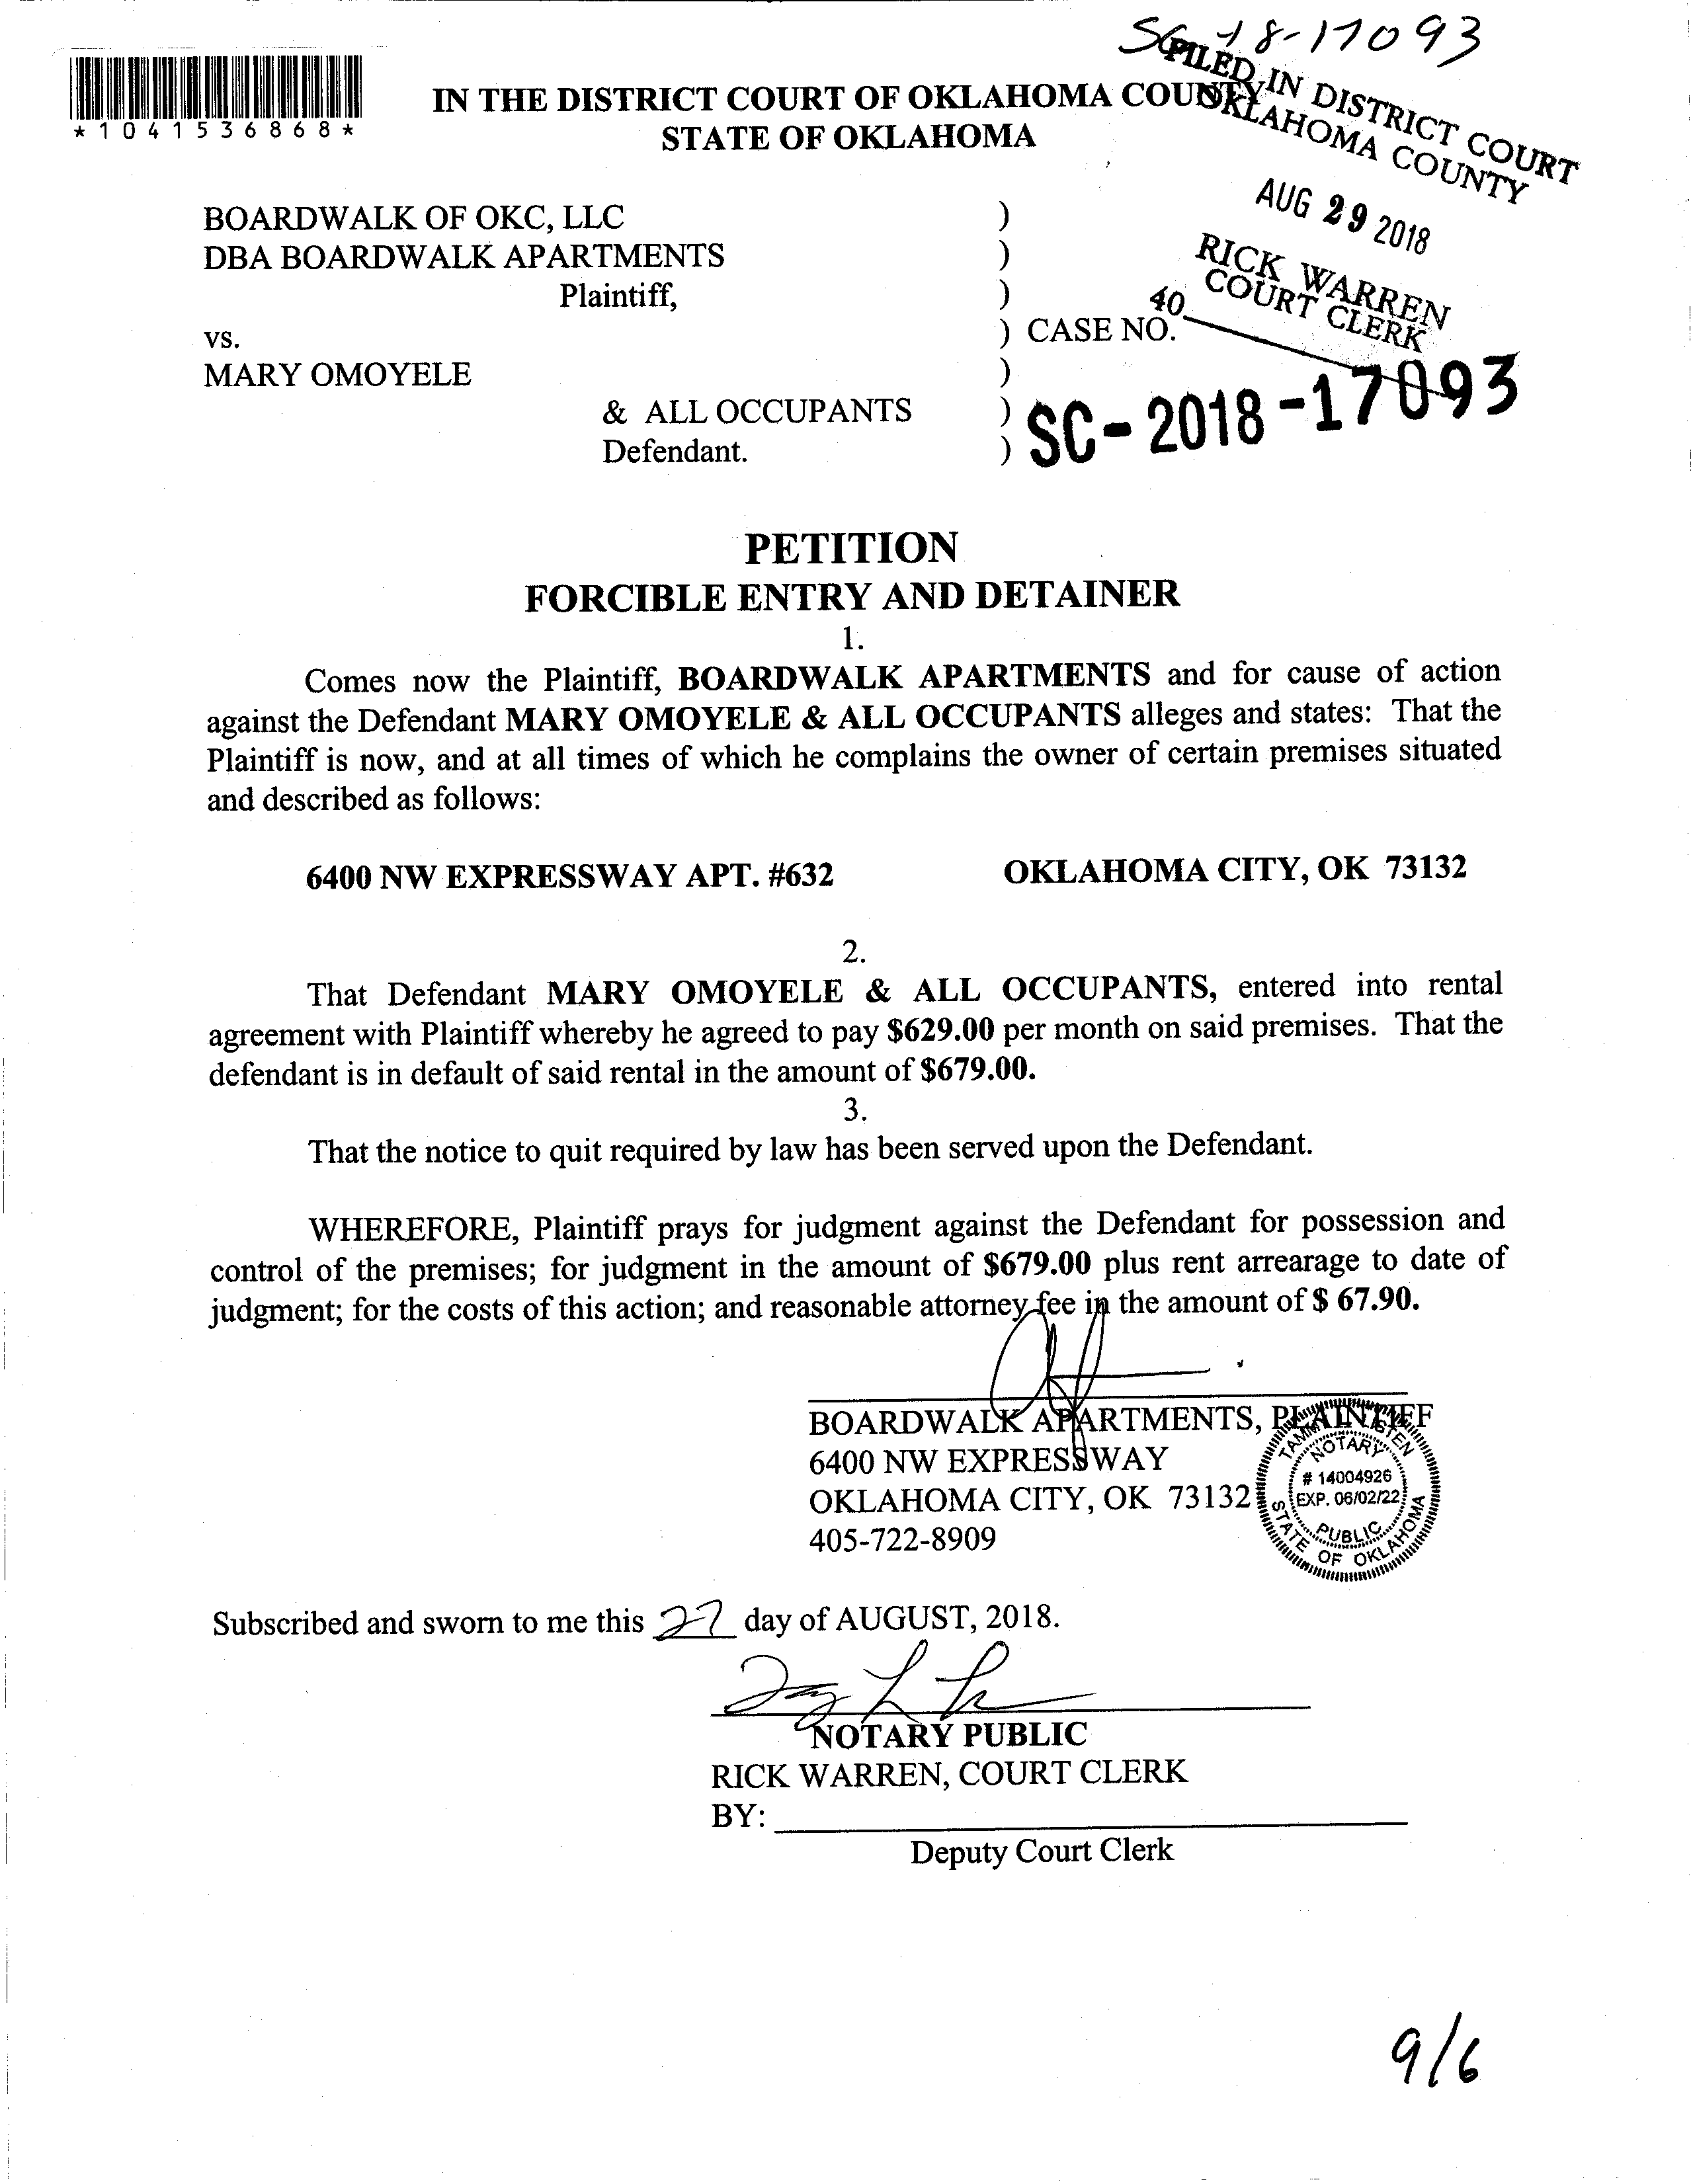 SC-18-17093
*1041536868*
IN THE DISTRICT COURT OF OKLAHOMA COUNTY
STATE OF OKLAHOMA
FILED IN DISTRICT COURT
OKLAHOMA COUNTY
AUG 29 2018
RICK WARREN
COURT CLERK
40
BOARDWALK OF OKC, LLC )
DBA BOARDWALK APARTMENTS )
Plaintiff, )
vs. ) CASE NO.
MARY OMOYELE )
& ALL OCCUPANTS )
Defendant. )
SC-2018-17093
PETITION
FORCIBLE ENTRY AND DETAINER
1.
Comes now the Plaintiff, BOARDWALK APARTMENTS and for cause of action
against the Defendant MARY OMOYELE & ALL OCCUPANTS alleges and states: That the
Plaintiff is now, and at all times of which he complains the owner of certain premises situated
and described as follows:
6400 NW EXPRESSWAY APT. #632 OKLAHOMA CITY, OK 73132
2.
That Defendant MARY OMOYELE & ALL OCCUPANTS, entered into rental
agreement with Plaintiff whereby he agreed to pay $629.00 per month on said premises. That the
defendant is in default of said rental in the amount of $679.00.
3.
That the notice to quit required by law has been served upon the Defendant.
WHEREFORE, Plaintiff prays for judgment against the Defendant for possession and
control of the premises; for judgment in the amount of $679.00 plus rent arrearage to date of
judgment; for the costs of this action; and reasonable attorney fee in the amount of $ 67.90.
BOARDWALK APARTMENTS, PLAINTIFF
6400 NW EXPRESSWAY
OKLAHOMA CITY, OK 73132
405-722-8909
NOTARY
# 14004926
EXP. 06/02/22
PUBLIC
STATE OF OKLAHOMA
Subscribed and sworn to me this 27 day of AUGUST, 2018.
NOTARY PUBLIC
RICK WARREN, COURT CLERK
BY:
Deputy Court Clerk
9/6